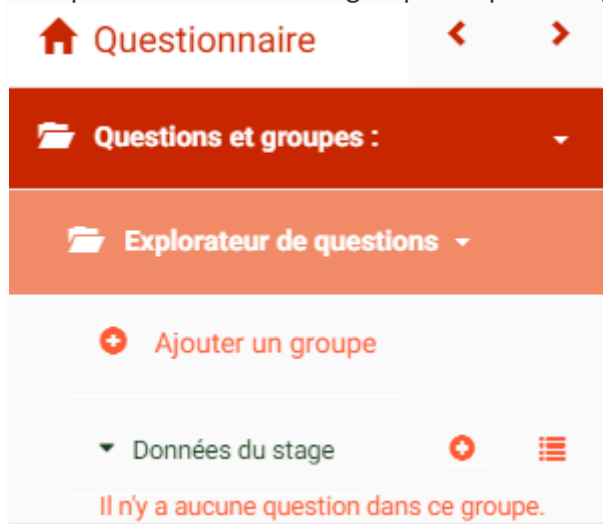 Questionnaire
Questions et groupes :
Explorateur de questions
Ajouter un groupe
Données du stage
Il n'y a aucune question dans ce groupe.